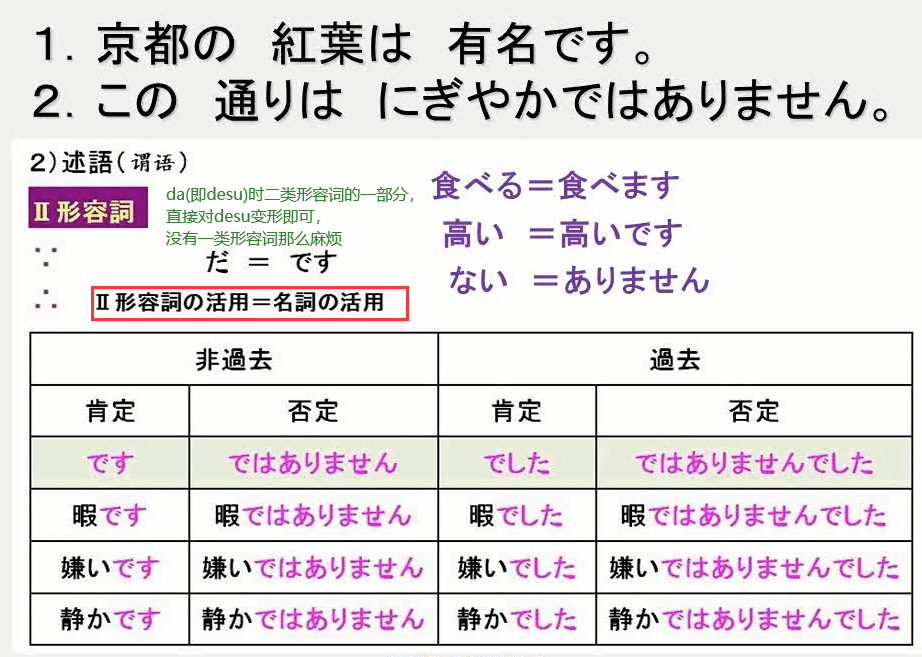 １．京都の　紅葉は　有名です。
２．この　通りは　にぎやかではありません。
２）述語（谓语）
Ⅱ形容詞
da(即desu)时二类形容词的一部分，
直接对desu变形即可，
没有一类形容词那么麻烦
食べる＝食べます
高い　＝高いです
ない　＝ありません
∵　だ　＝　です
∴　Ⅱ形容詞の活用＝名詞の活用
非過去　過去
肯定　否定　肯定　否定
です　ではありません　でした　ではありませんでした
暇です　暇ではありません　暇でした　暇ではありませんでした
嫌いです　嫌いではありません　嫌いでした　嫌いではありませんでした
静かです　静かではありません　静かでした　静かではありませんでした